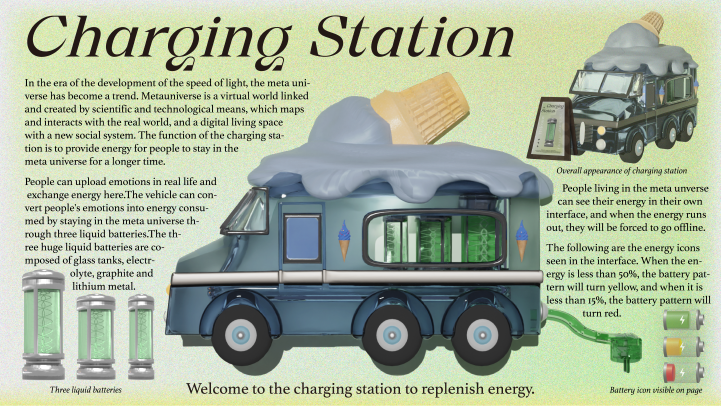 Charging Station
In the era of the development of the speed of light, the meta uni-
verse has become a trend. Metauniverse is a virtual world linked
and created by scientific and technological means, which maps
and interacts with the real world, and a digital living space
with a new social system. The function of the charging sta-
tion is to provide energy for people to stay in the
meta universe for a longer time.
People can upload emotions in real life and
exchange energy here.The vehicle can con-
vert people's emotions into energy consu-
med by staying in the meta universe th-
rough three liquid batteries.The th-
ree huge liquid batteries are co-
mposed of glass tanks, electr-
olyte, graphite and
lithium metal.
Three liquid batteries
Welcome to the charging station to replenish energy.
Charging
Station
Overall appearance of charging station
People living in the meta unverse
can see their energy in their own
interface, and when the energy runs
out, they will be forced to go offline.
The following are the energy icons
seen in the interface. When the en-
ergy is less than 50%, the battery pat-
tern will turn yellow, and when it is
less than 15%, the battery pattern will
turn red.
Battery icon visible on page